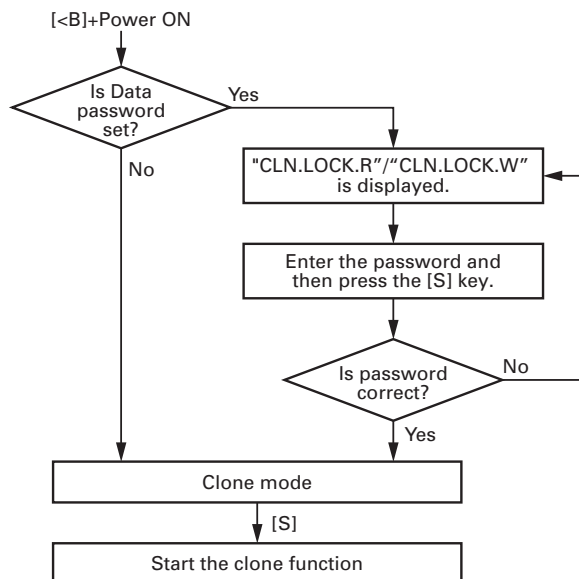 [<B]+Power ON
Is Data
password
set?
Yes
No
"CLN.LOCK.R"/“CLN.LOCK.W”
is displayed.
Enter the password and
then press the [S] key.
Is password
correct?
No
Yes
Clone mode
[S]
Start the clone function